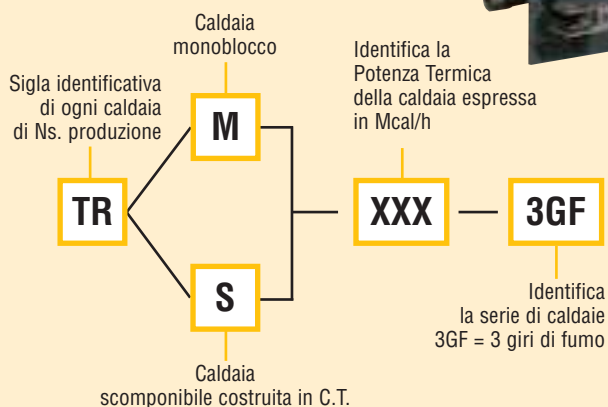 Caldaia
monoblocco
Identifica la
Potenza Termica
della caldaia espressa
in Mcal/h
Sigla identificativa
di ogni caldaia
di Ns. produzione
M
TR
XXX
3GF
S
Identifica
la serie di caldaie
3GF = 3 giri di fumo
Caldaia
scomponibile costruita in C.T.